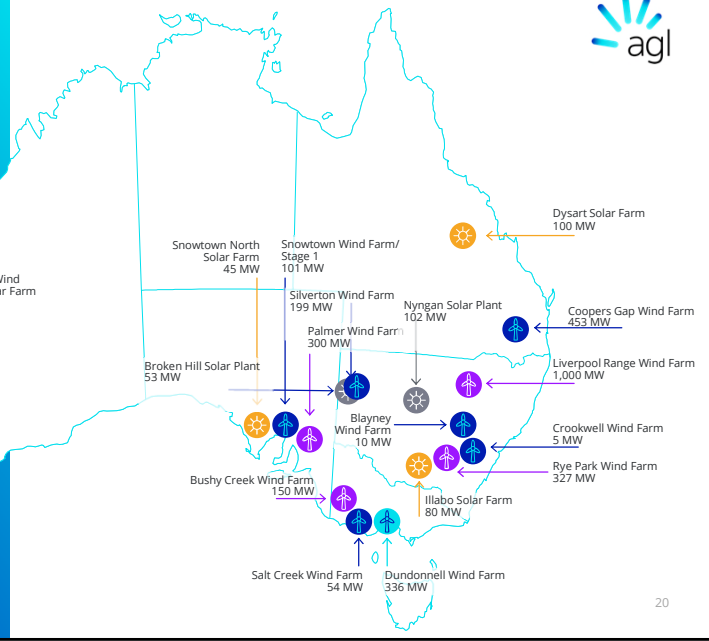 agl
Dysart Solar Farm
100 MW
Snowtown North
Solar Farm
45 MW
Snowtown Wind Farm/
Stage 1
101 MW
Silverton Wind Farm
199 MW
Nyngan Solar Plant
102 MW
Coopers Gap Wind Farm
453 MW
Palmer Wind Farm
300 MW
Broken Hill Solar Plant
53 MW
Liverpool Range Wind Farm
1,000 MW
Blayney
Wind Farm
10 MW
Crookwell Wind Farm
5 MW
Rye Park Wind Farm
327 MW
Bushy Creek Wind Farm
150 MW
Illabo Solar Farm
80 MW
Salt Creek Wind Farm
54 MW
Dundonnell Wind Farm
336 MW
20